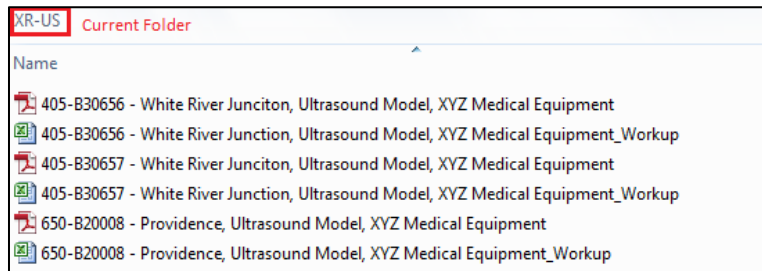 XR-US Current Folder
Name
405-B30656 - White River Junciton, Ultrasound Model, XYZ Medical Equipment
405-B30656 - White River Junction, Ultrasound Model, XYZ Medical Equipment_Workup
405-B30657 - White River Junciton, Ultrasound Model, XYZ Medical Equipment
405-B30657 - White River Junction, Ultrasound Model, XYZ Medical Equipment_Workup
650-B20008 - Providence, Ultrasound Model, XYZ Medical Equipment
650-B20008 - Providence, Ultrasound Model, XYZ Medical Equipment_Workup